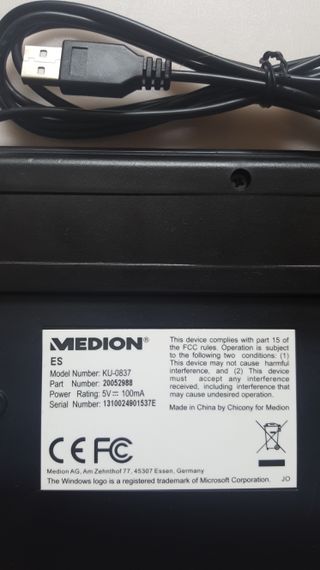 MEDION®
ES
Model Number: KU-0837
Part Number: 20052988
Power Rating: 5V⎓ 100mA
Serial Number: 1310024901537E
This device complies with part 15 of
the FCC rules. Operation is subject
to the following two conditions: (1)
This device may not cause harmful
interference, and (2) This device
must accept any interference
received, including interference that
may cause undesired operation.
Made in China by Chicony for Medion
CE FC
Medion AG, Am Zehnthof 77, 45307 Essen, Germany
The Windows logo is a registered trademark of Microsoft Corporation.
JO